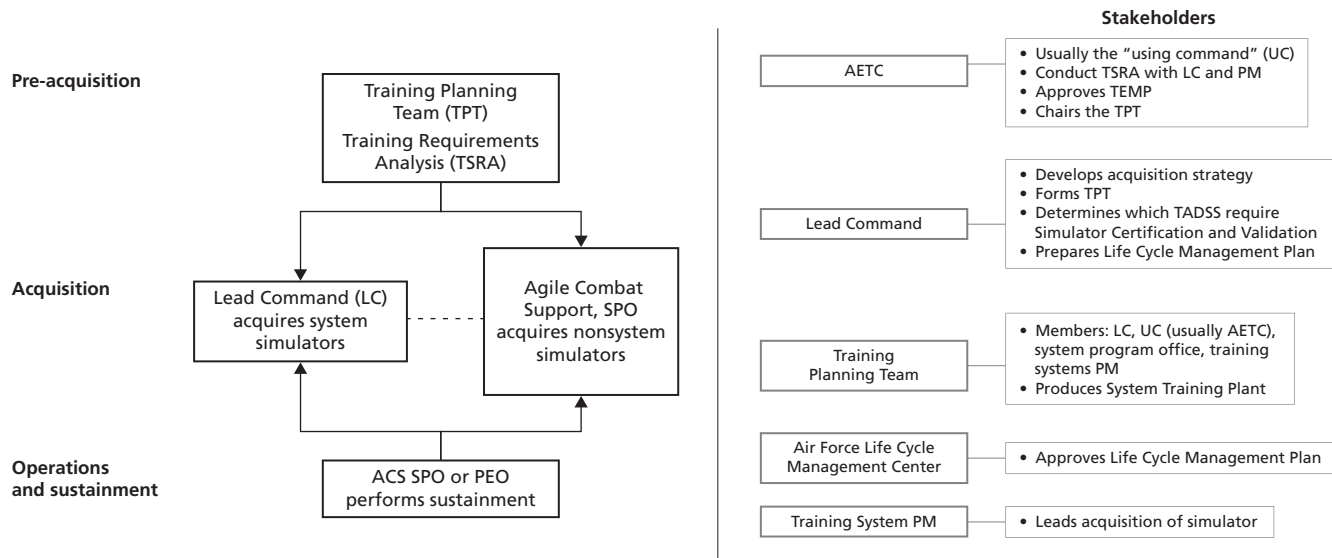 Pre-acquisition
Training Planning
Team (TPT)
Training Requirements
Analysis (TSRA)
Acquisition
Lead Command (LC)
acquires system
simulators
Agile Combat
Support, SPO
acquires nonsystem
simulators
Operations
and sustainment
ACS SPO or PEO
performs sustainment
Stakeholders
AETC
• Usually the “using command” (UC)
• Conduct TSRA with LC and PM
• Approves TEMP
• Chairs the TPT
Lead Command
• Develops acquisition strategy
• Forms TPT
• Determines which TADSS require
Simulator Certification and Validation
• Prepares Life Cycle Management Plan
Training
Planning Team
• Members: LC, UC (usually AETC),
system program office, training
systems PM
• Produces System Training Plant
Air Force Life Cycle
Management Center
• Approves Life Cycle Management Plan
Training System PM
• Leads acquisition of simulator